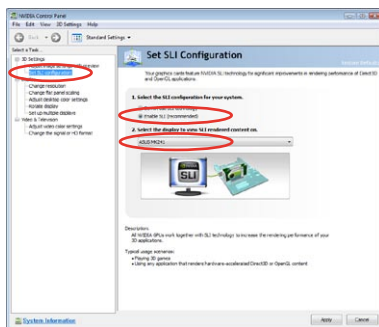 NVIDIA Control Panel
File Edit View 3D Settings Help
Back
Standard Settings
Select a Task...
3D Settings
Set SLI configuration
Change resolution
Change flat panel scaling
Adjust desktop color settings
Rotate display
Set up multiple displays
Video & Television
Adjust video color settings
Change the signal or HD format
System Information
Set SLI Configuration
Your graphics cards feature NVIDIA SLI technology for significant improvements in rendering performance of Direct3D
and OpenGL applications.
1. Select the SLI configuration for your system.
Enable SLI (recommended)
2. Select the display to view SLI rendered content on.
ASUS MK241
SLI
Description:
All NVIDIA GPUs work together with SLI technology to increase the rendering performance of your
3D applications.
Typical usage scenarios:
• Playing 3D games
• Using any application that renders hardware-accelerated Direct3D or OpenGL content
Apply
Cancel